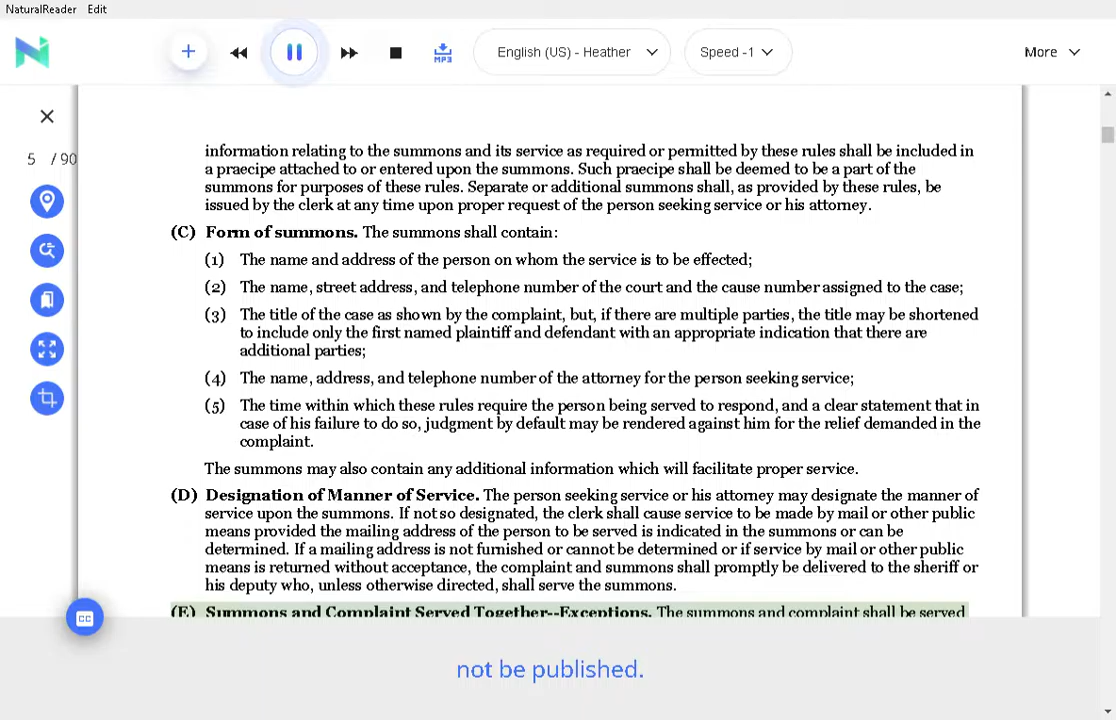 NaturalReader Edit
MP3
English (US) - Heather
Speed -1
More
5 / 90
information relating to the summons and its service as required or permitted by these rules shall be included in
a praecipe attached to or entered upon the summons. Such praecipe shall be deemed to be a part of the
summons for purposes of these rules. Separate or additional summons shall, as provided by these rules, be
issued by the clerk at any time upon proper request of the person seeking service or his attorney.
(C) Form of summons. The summons shall contain:
(1) The name and address of the person on whom the service is to be effected;
(2) The name, street address, and telephone number of the court and the cause number assigned to the case;
(3) The title of the case as shown by the complaint, but, if there are multiple parties, the title may be shortened
to include only the first named plaintiff and defendant with an appropriate indication that there are
additional parties;
(4) The name, address, and telephone number of the attorney for the person seeking service;
(5) The time within which these rules require the person being served to respond, and a clear statement that in
case of his failure to do so, judgment by default may be rendered against him for the relief demanded in the
complaint.
The summons may also contain any additional information which will facilitate proper service.
(D) Designation of Manner of Service. The person seeking service or his attorney may designate the manner of
service upon the summons. If not so designated, the clerk shall cause service to be made by mail or other public
means provided the mailing address of the person to be served is indicated in the summons or can be
determined. If a mailing address is not furnished or cannot be determined or if service by mail or other public
means is returned without acceptance, the complaint and summons shall promptly be delivered to the sheriff or
his deputy who, unless otherwise directed, shall serve the summons.
(E) Summons and Complaint Served Together--Exceptions. The summons and complaint shall be served
CC
not be published.